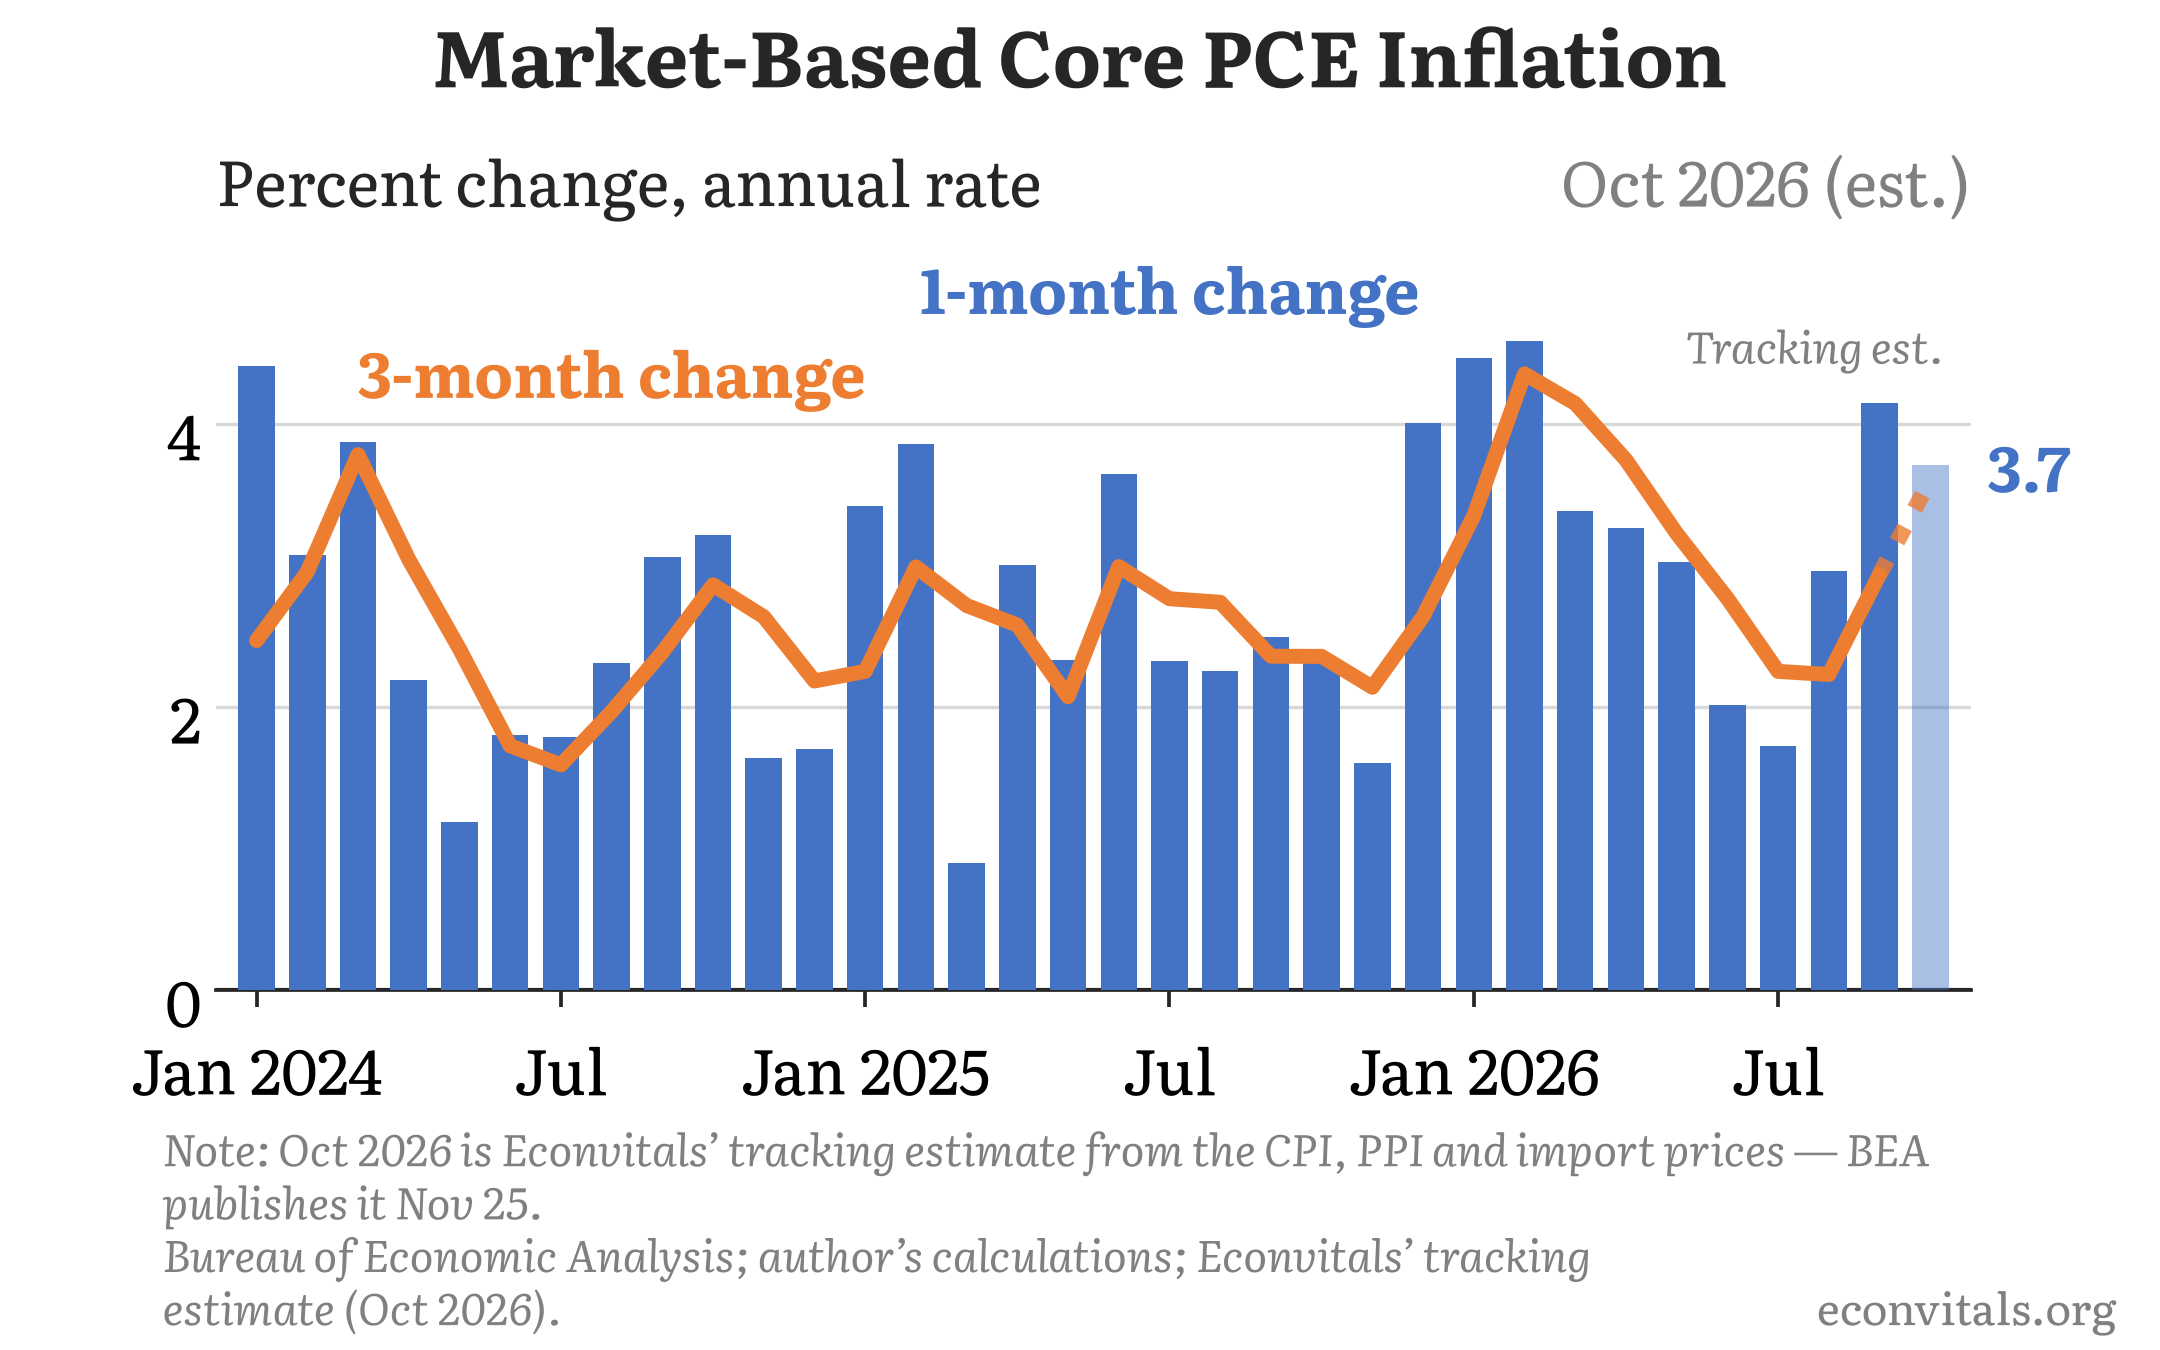 Market-Based Core PCE Inflation
Percent change, annual rate
Oct 2026 (est.)
1-month change
3-month change
Tracking est.
4
3.7
2
0
Jan 2024
Jul
Jan 2025
Jul
Jan 2026
Jul
Note: Oct 2026 is Econvitals’ tracking estimate from the CPI, PPI and import prices — BEA
publishes it Nov 25.
Bureau of Economic Analysis; author’s calculations; Econvitals’ tracking
estimate (Oct 2026).
econvitals.org